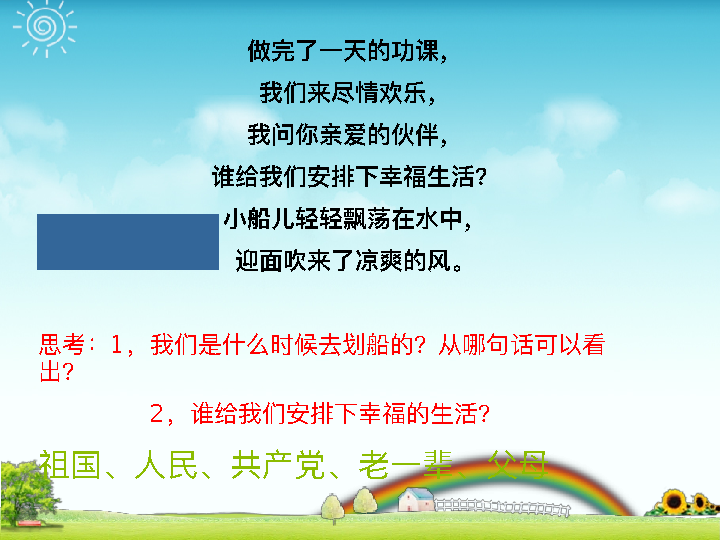 做完了一天的功课，
我们来尽情欢乐，
我问你亲爱的伙伴，
谁给我们安排下幸福生活？
小船儿轻轻飘荡在水中，
迎面吹来了凉爽的风。
思考：1，我们是什么时候去划船的？从哪句话可以看
出？
2，谁给我们安排下幸福的生活？
祖国、人民、共产党、老一辈、父母